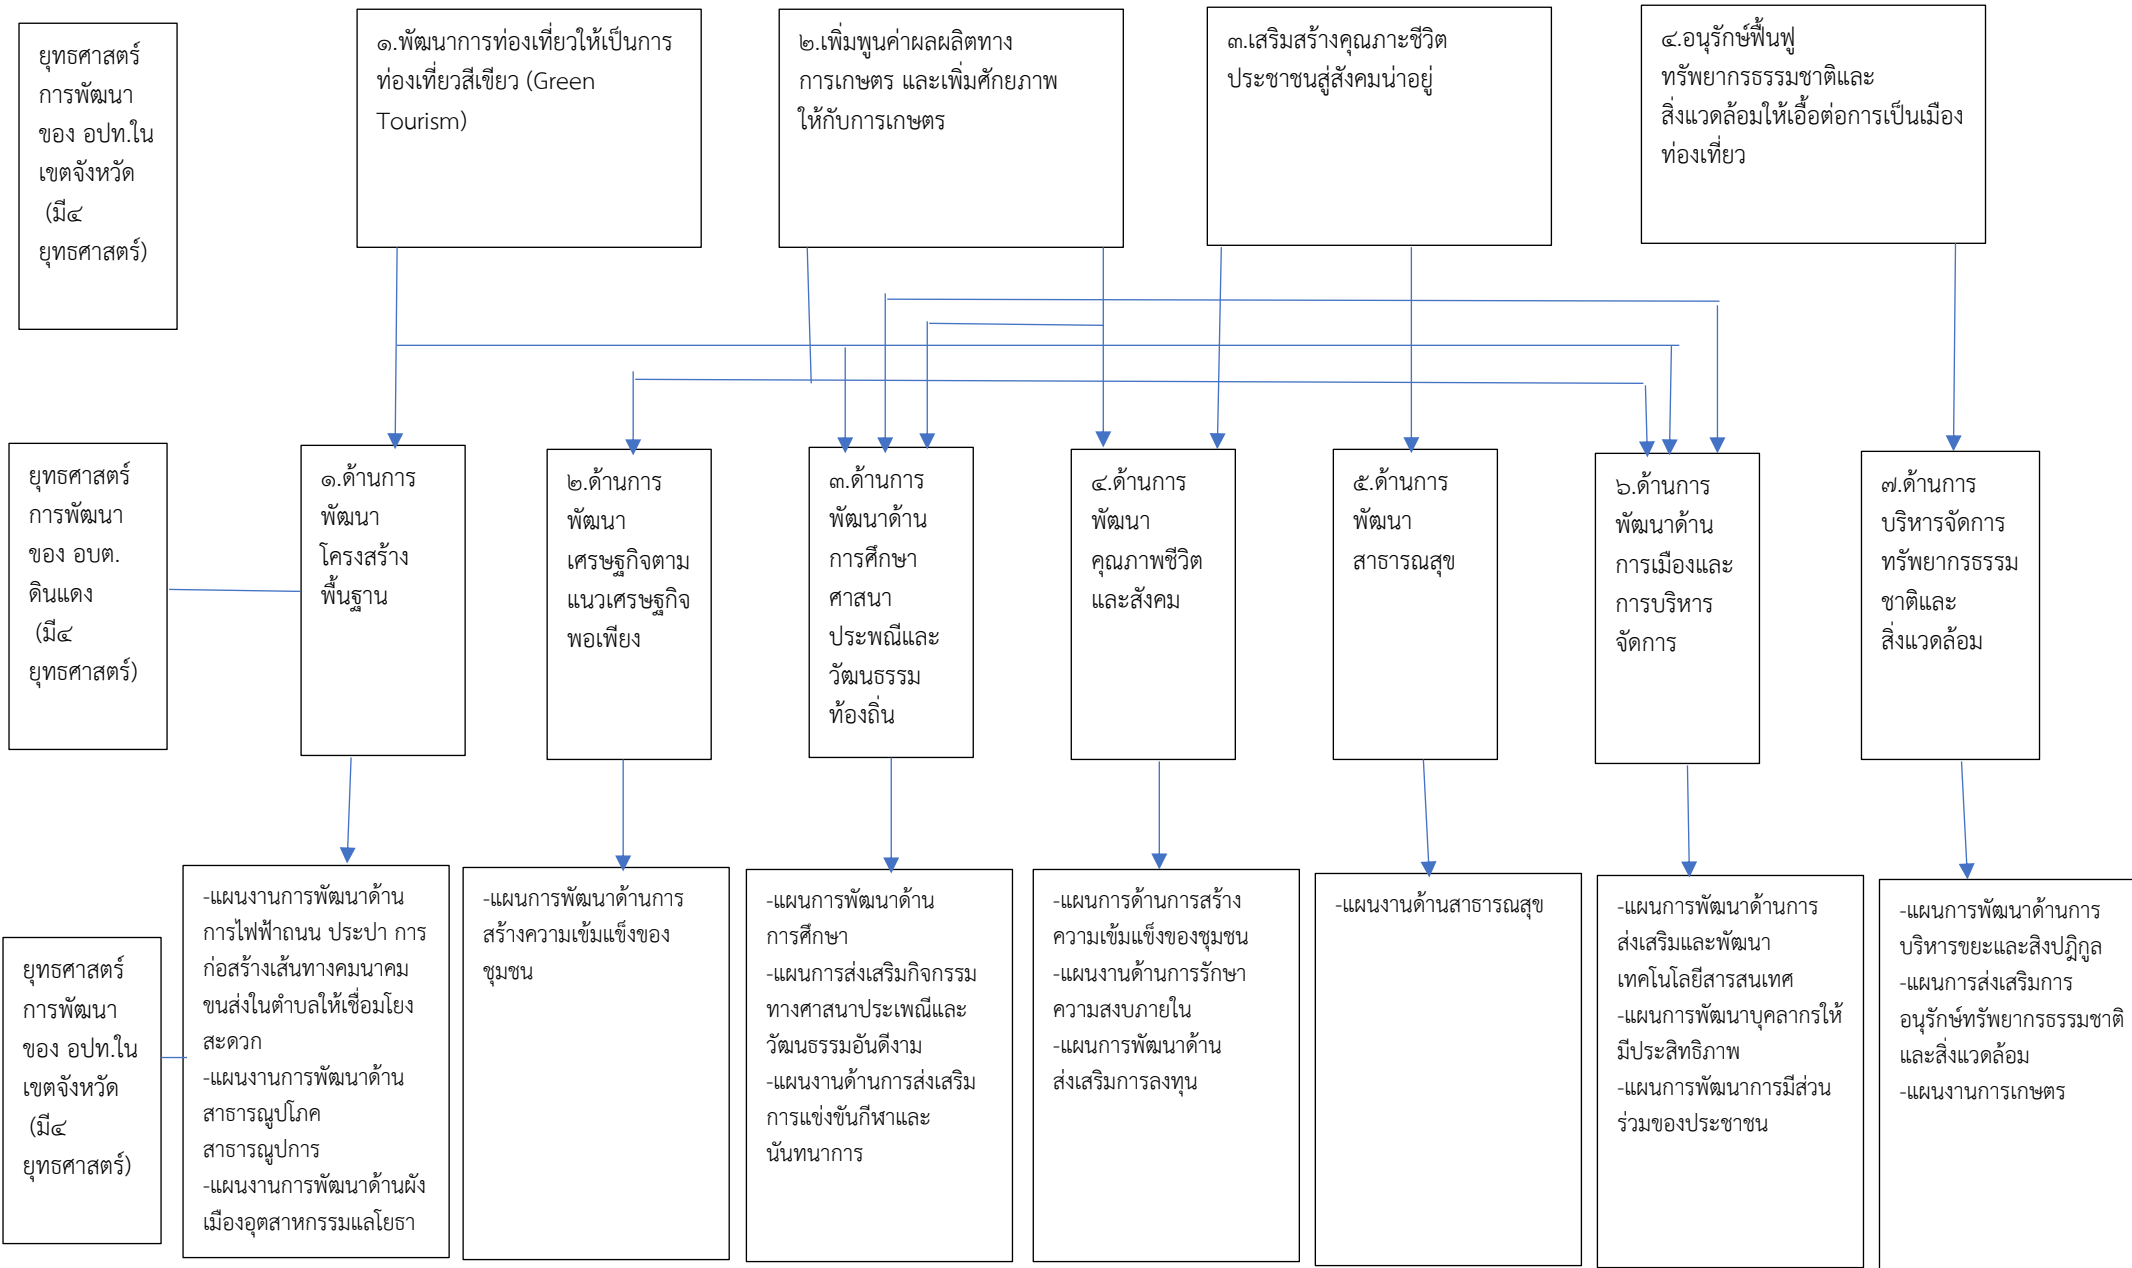 ยุทธศาสตร์
การพัฒนา
ของ อปท.ใน
เขตจังหวัด
(มี๔
ยุทธศาสตร์)
๑.พัฒนาการท่องเที่ยวให้เป็นการ
ท่องเที่ยวสีเขียว (Green
Tourism)
๒.เพิ่มพูนค่าผลผลิตทาง
การเกษตร และเพิ่มศักยภาพ
ให้กับการเกษตร
๓.เสริมสร้างคุณภาะชีวิต
ประชาชนสู่สังคมน่าอยู่
๔.อนุรักษ์ฟื้นฟู
ทรัพยากรธรรมชาติและ
สิ่งแวดล้อมให้เอื้อต่อการเป็นเมือง
ท่องเที่ยว
ยุทธศาสตร์
การพัฒนา
ของ อบต.
ดินแดง
(มี๔
ยุทธศาสตร์)
๑.ด้านการ
พัฒนา
โครงสร้าง
พื้นฐาน
๒.ด้านการ
พัฒนา
เศรษฐกิจตาม
แนวเศรษฐกิจ
พอเพียง
๓.ด้านการ
พัฒนาด้าน
การศึกษา
ศาสนา
ประพณีและ
วัฒนธรรม
ท้องถิ่น
๔.ด้านการ
พัฒนา
คุณภาพชีวิต
และสังคม
๕.ด้านการ
พัฒนา
สาธารณสุข
๖.ด้านการ
พัฒนาด้าน
การเมืองและ
การบริหาร
จัดการ
๗.ด้านการ
บริหารจัดการ
ทรัพยากรธรรม
ชาติและ
สิ่งแวดล้อม
ยุทธศาสตร์
การพัฒนา
ของ อปท.ใน
เขตจังหวัด
(มี๔
ยุทธศาสตร์)
-แผนงานการพัฒนาด้าน
การไฟฟ้าถนน ประปา การ
ก่อสร้างเส้นทางคมนาคม
ขนส่งในตำบลให้เชื่อมโยง
สะดวก
-แผนงานการพัฒนาด้าน
สาธารณูปโภค
สาธารณูปการ
-แผนงานการพัฒนาด้านผัง
เมืองอุตสาหกรรมแลโยธา
-แผนการพัฒนาด้านการ
สร้างความเข้มแข็งของ
ชุมชน
-แผนการพัฒนาด้าน
การศึกษา
-แผนการส่งเสริมกิจกรรม
ทางศาสนาประเพณีและ
วัฒนธรรมอันดีงาม
-แผนงานด้านการส่งเสริม
การแข่งขันกีฬาและ
นันทนาการ
-แผนการด้านการสร้าง
ความเข้มแข็งของชุมชน
-แผนงานด้านการรักษา
ความสงบภายใน
-แผนการพัฒนาด้าน
ส่งเสริมการลงทุน
-แผนงานด้านสาธารณสุข
-แผนการพัฒนาด้านการ
ส่งเสริมและพัฒนา
เทคโนโลยีสารสนเทศ
-แผนการพัฒนาบุคลากรให้
มีประสิทธิภาพ
-แผนการพัฒนาการมีส่วน
ร่วมของประชาชน
-แผนการพัฒนาด้านการ
บริหารขยะและสิงปฎิกูล
-แผนการส่งเสริมการ
อนุรักษ์ทรัพยากรธรรมชาติ
และสิ่งแวดล้อม
-แผนงานการเกษตร